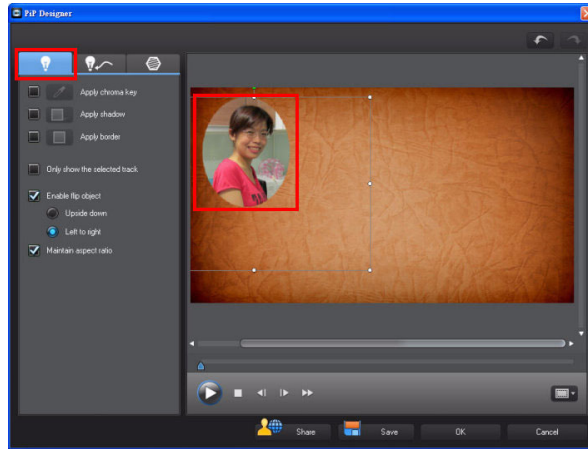 PiP Designer
Apply chroma key
Apply shadow
Apply border
Only show the selected track
Enable flip object
Upside down
Left to right
Maintain aspect ratio
Share
Save
OK
Cancel